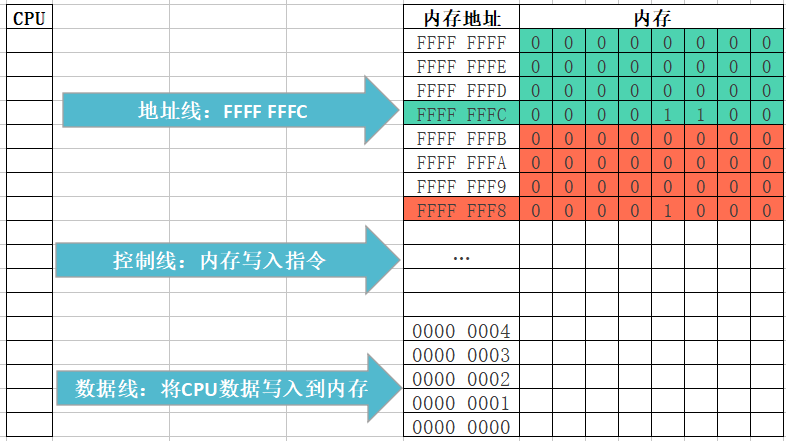 CPU 内存地址 内存
FFFF FFFF 0 0 0 0 0 0 0 0
FFFF FFFE 0 0 0 0 0 0 0 0
FFFF FFFD 0 0 0 0 0 0 0 0
地址线：FFFF FFFC FFFF FFFC 0 0 0 0 1 1 0 0
FFFF FFFB 0 0 0 0 0 0 0 0
FFFF FFFA 0 0 0 0 0 0 0 0
FFFF FFF9 0 0 0 0 0 0 0 0
FFFF FFF8 0 0 0 0 1 0 0 0
控制线：内存写入指令 …
0000 0004
0000 0003
数据线：将CPU数据写入到内存 0000 0002
0000 0001
0000 0000